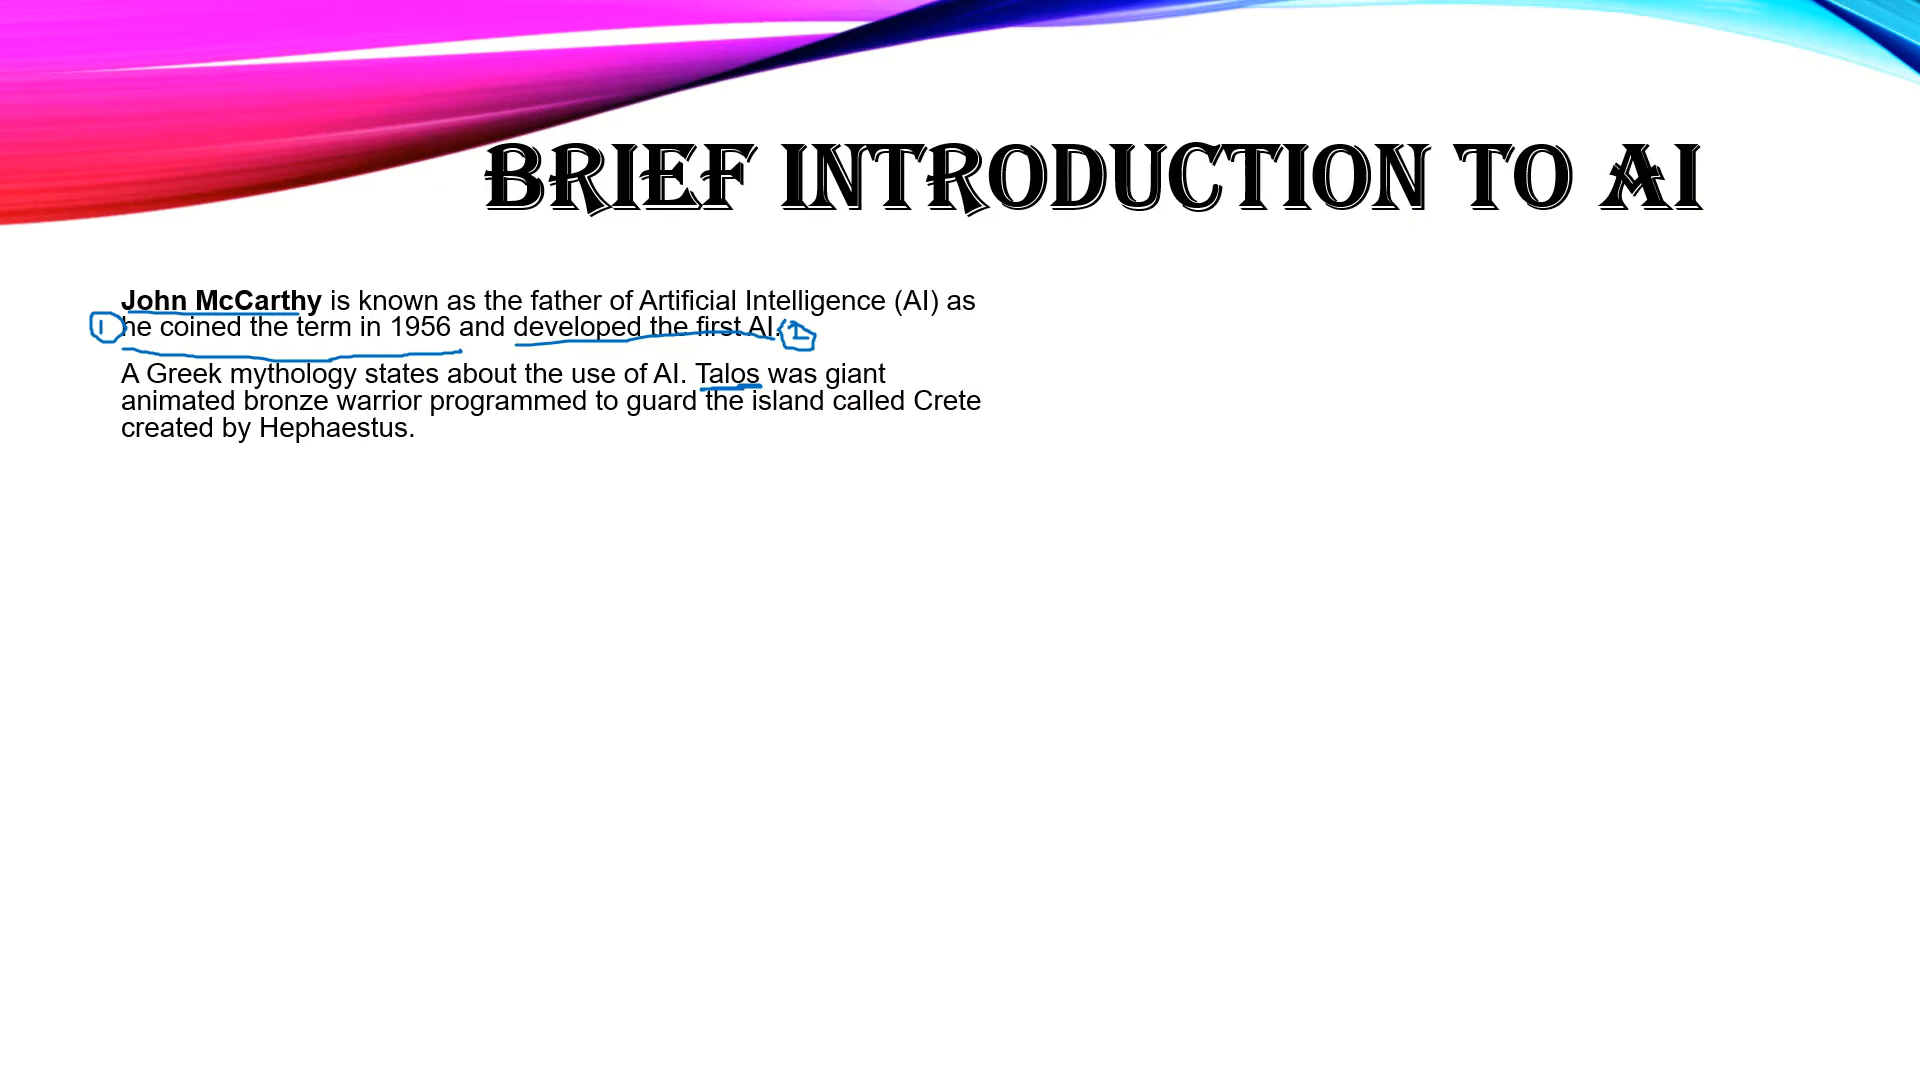 BRIEF INTRODUCTION TO AI
John McCarthy is known as the father of Artificial Intelligence (AI) as
1 he coined the term in 1956 and developed the first AI. 2
A Greek mythology states about the use of AI. Talos was giant
animated bronze warrior programmed to guard the island called Crete
created by Hephaestus.